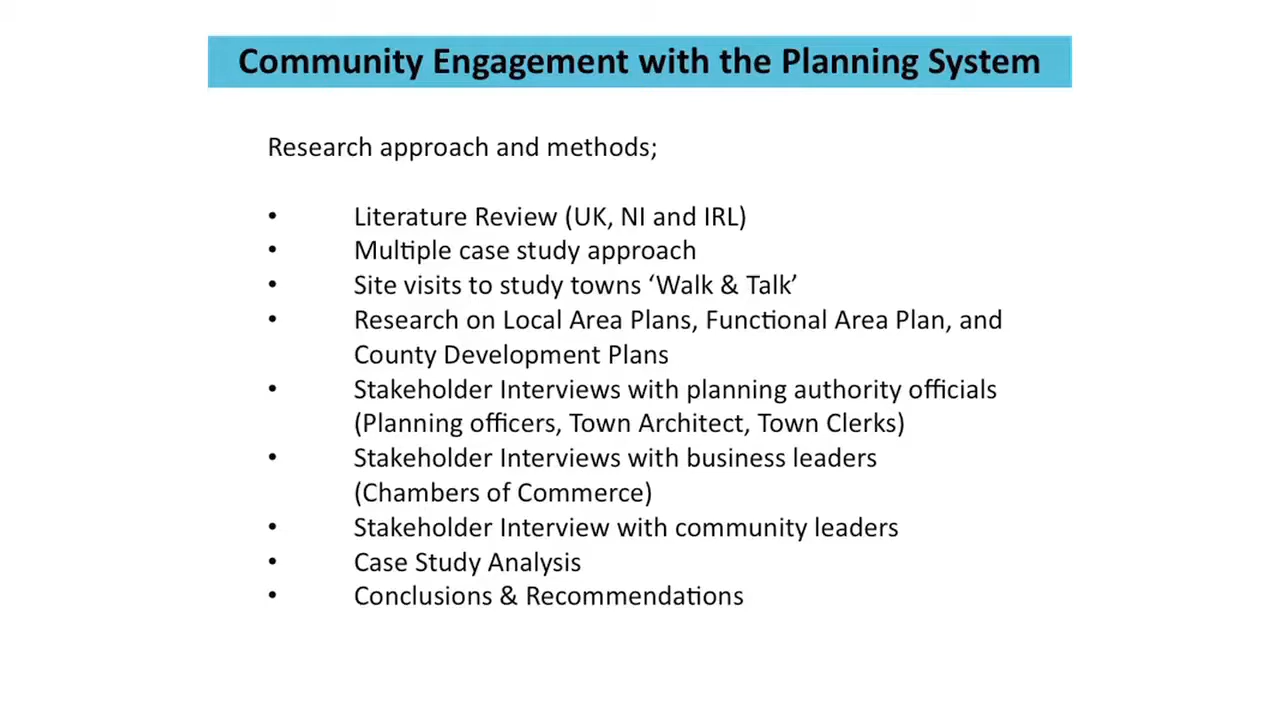 Community Engagement with the Planning System
Research approach and methods;
• Literature Review (UK, NI and IRL)
• Multiple case study approach
• Site visits to study towns ‘Walk & Talk’
• Research on Local Area Plans, Functional Area Plan, and
County Development Plans
• Stakeholder Interviews with planning authority officials
(Planning officers, Town Architect, Town Clerks)
• Stakeholder Interviews with business leaders
(Chambers of Commerce)
• Stakeholder Interview with community leaders
• Case Study Analysis
• Conclusions & Recommendations